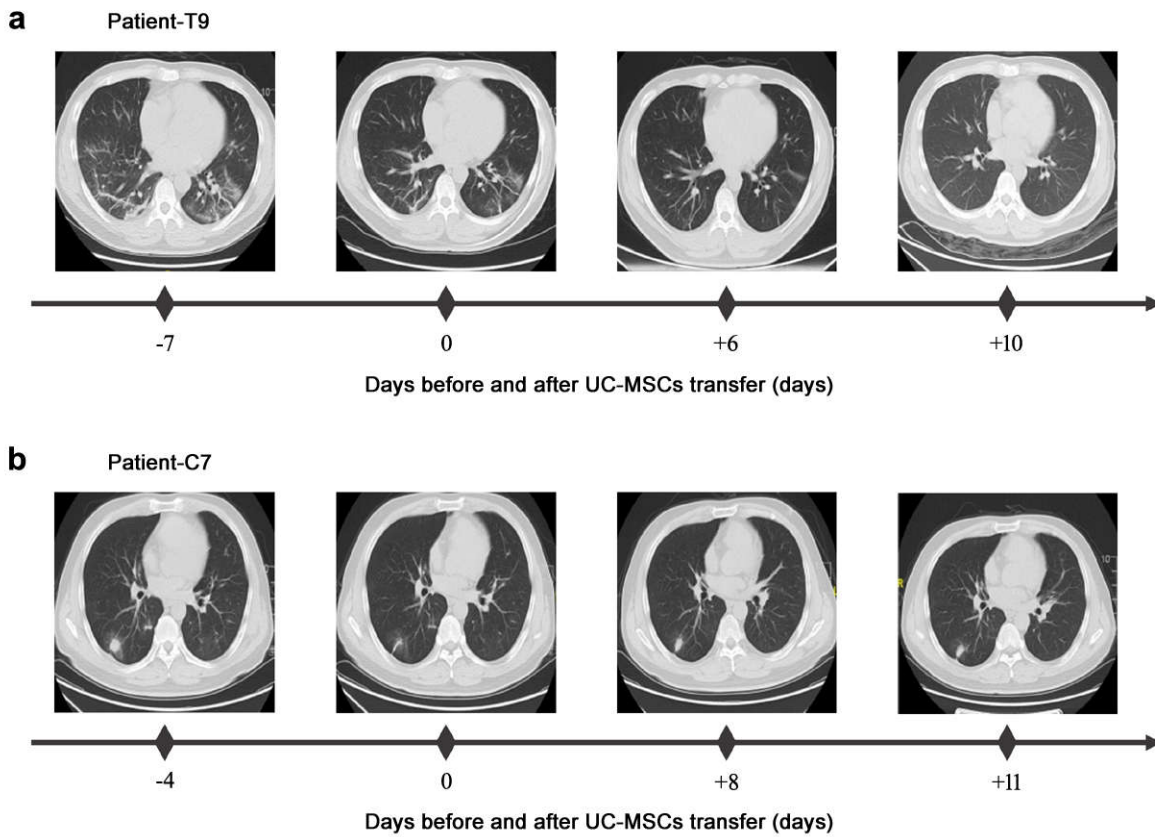 a
Patient-T9
-7
0
+6
+10
Days before and after UC-MSCs transfer (days)
b
Patient-C7
R
10
-4
0
+8
+11
Days before and after UC-MSCs transfer (days)